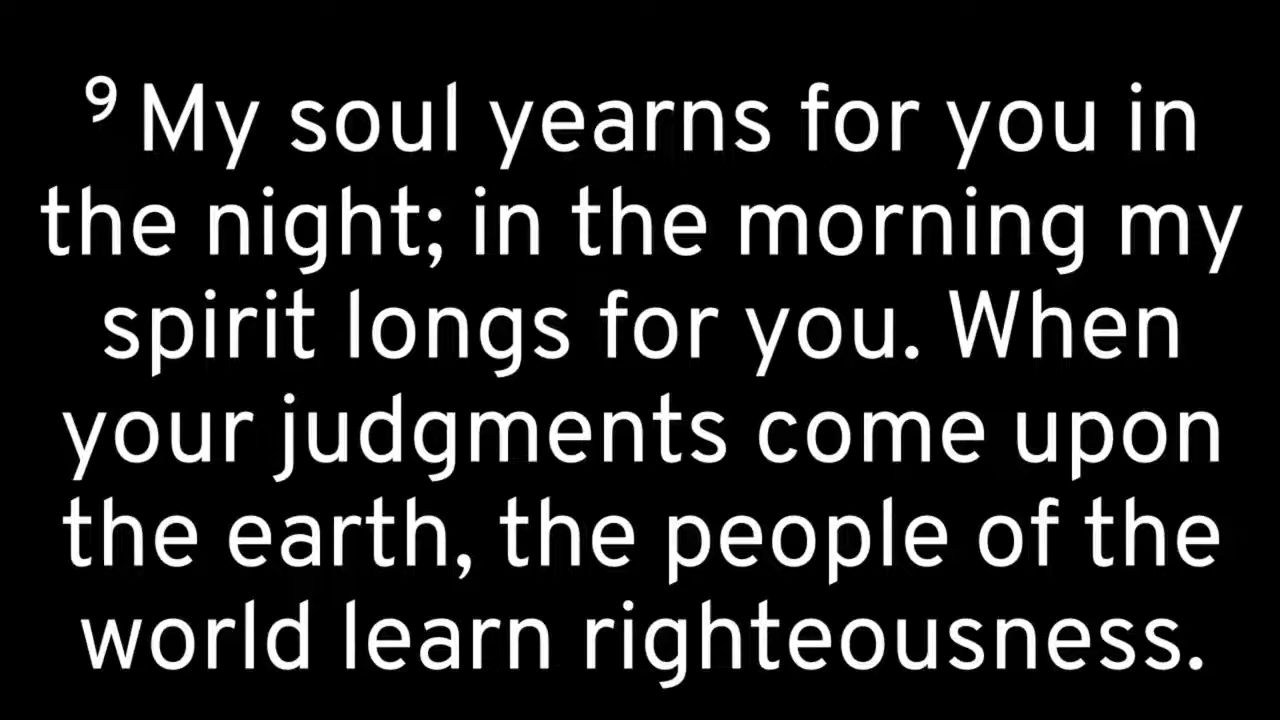 ⁹ My soul yearns for you in
the night; in the morning my
spirit longs for you. When
your judgments come upon
the earth, the people of the
world learn righteousness.